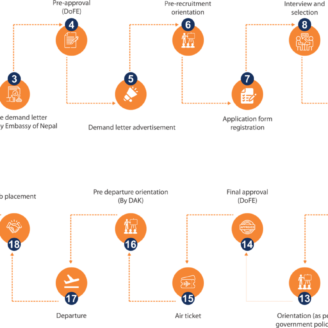 Pre-approval
(DoFE)
Pre-recruitment
orientation
Interview and
selection
4
6
8
3
5
7
demand letter
Embassy of Nepal
Demand letter advertisement
Application form
registration
placement
Pre departure orientation
(By DAK)
Final approval
(DoFE)
18
16
14
17
15
13
Departure
Air ticket
Orientation (as
government